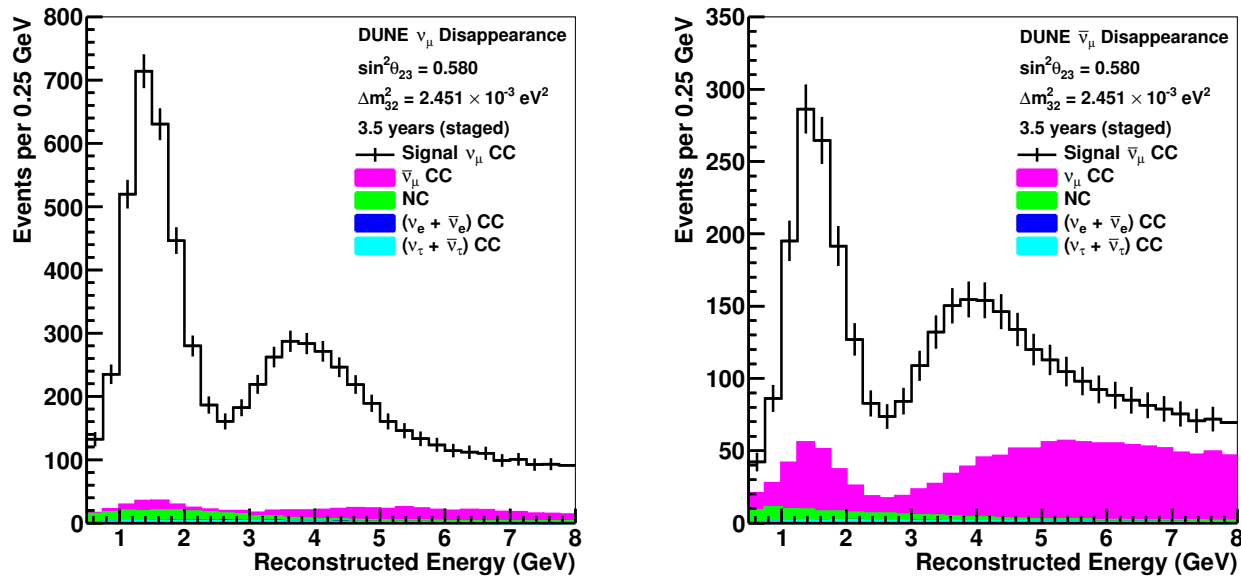 800
700
600
500
400
300
200
100
0
Events per 0.25 GeV
DUNE νμ Disappearance
sin²θ₂₃ = 0.580
Δm²₃₂ = 2.451 × 10⁻³ eV²
3.5 years (staged)
Signal νμ CC
ν̄μ CC
NC
(νe + ν̄e) CC
(ντ + ν̄τ) CC
1 2 3 4 5 6 7 8
Reconstructed Energy (GeV)
350
300
250
200
150
100
50
0
Events per 0.25 GeV
DUNE ν̄μ Disappearance
sin²θ₂₃ = 0.580
Δm²₃₂ = 2.451 × 10⁻³ eV²
3.5 years (staged)
Signal ν̄μ CC
νμ CC
NC
(νe + ν̄e) CC
(ντ + ν̄τ) CC
1 2 3 4 5 6 7 8
Reconstructed Energy (GeV)